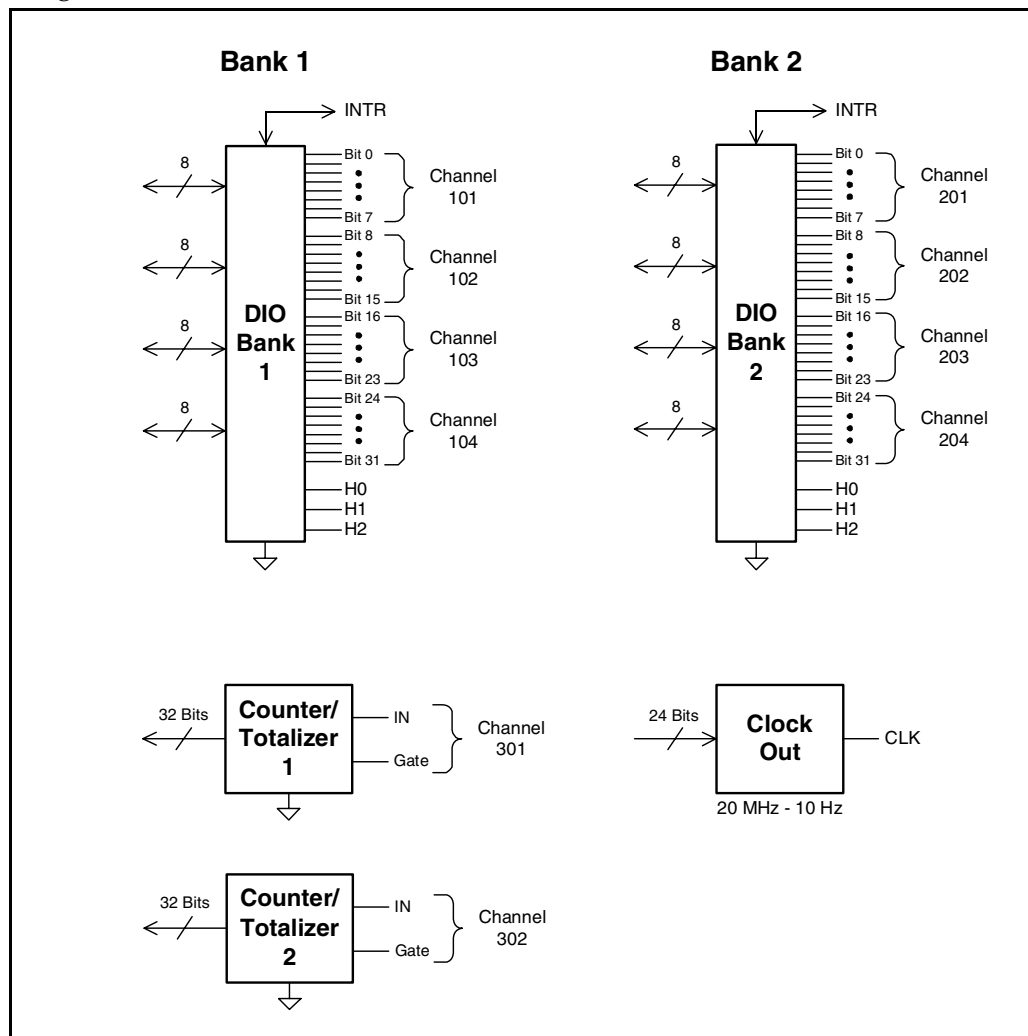 Bank 1
INTR
8
8
8
8
DIO
Bank
1
Bit 0
Bit 7
Bit 8
Bit 15
Bit 16
Bit 23
Bit 24
Bit 31
H0
H1
H2
Channel
101
Channel
102
Channel
103
Channel
104
Bank 2
INTR
8
8
8
8
DIO
Bank
2
Bit 0
Bit 7
Bit 8
Bit 15
Bit 16
Bit 23
Bit 24
Bit 31
H0
H1
H2
Channel
201
Channel
202
Channel
203
Channel
204
32 Bits
Counter/
Totalizer
1
IN
Gate
Channel
301
24 Bits
Clock
Out
CLK
20 MHz - 10 Hz
32 Bits
Counter/
Totalizer
2
IN
Gate
Channel
302